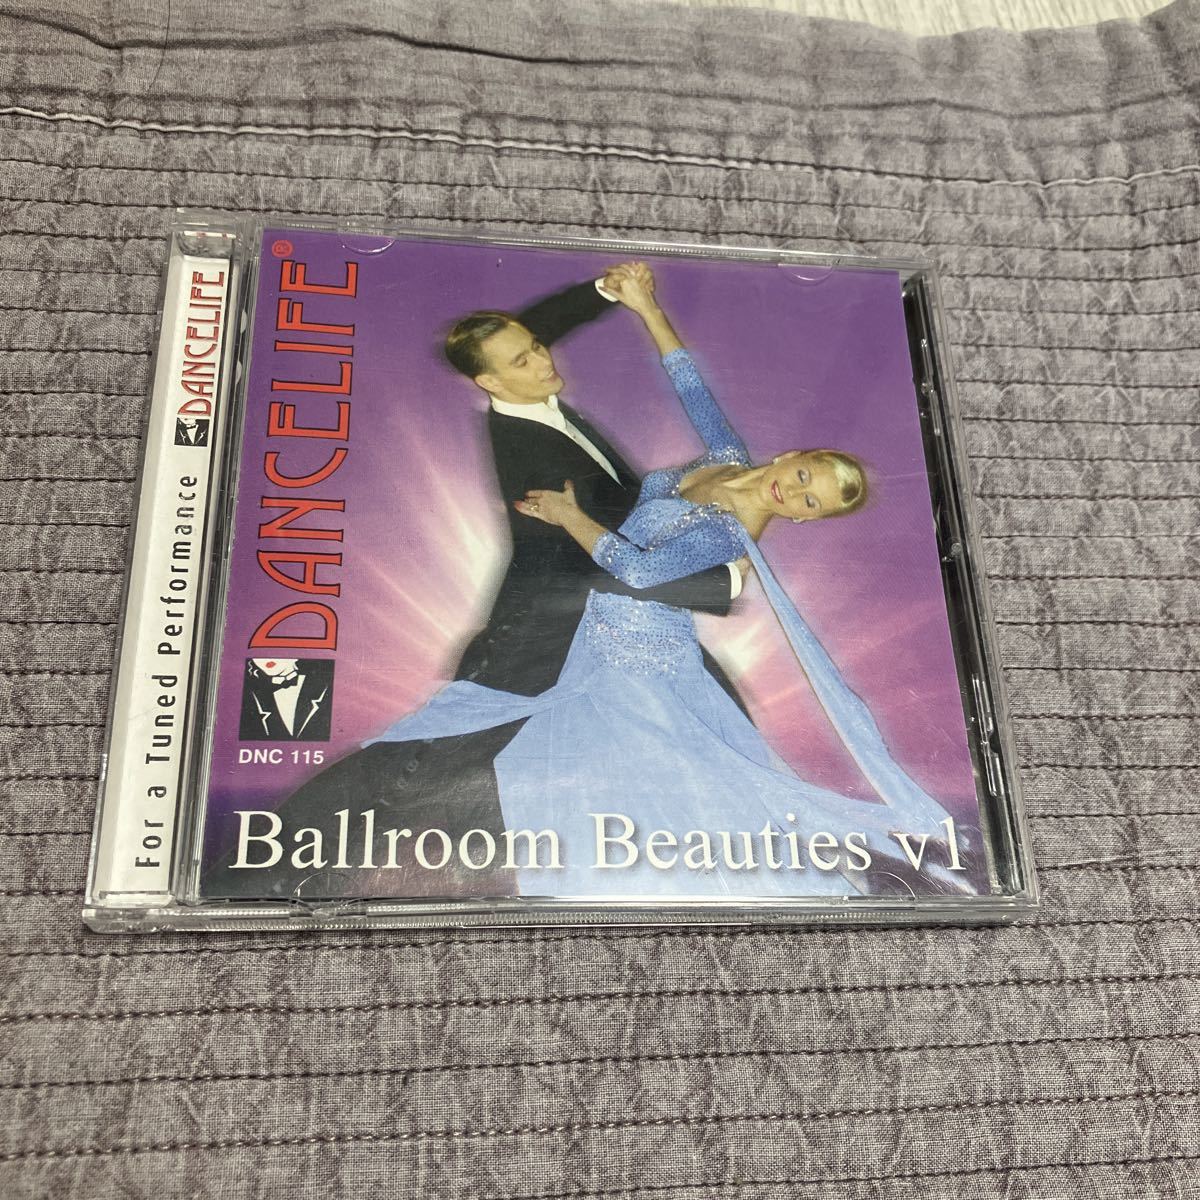 For a Tuned Performance DANCELIFE
DANCELIFE®
DNC 115
Ballroom Beauties v1